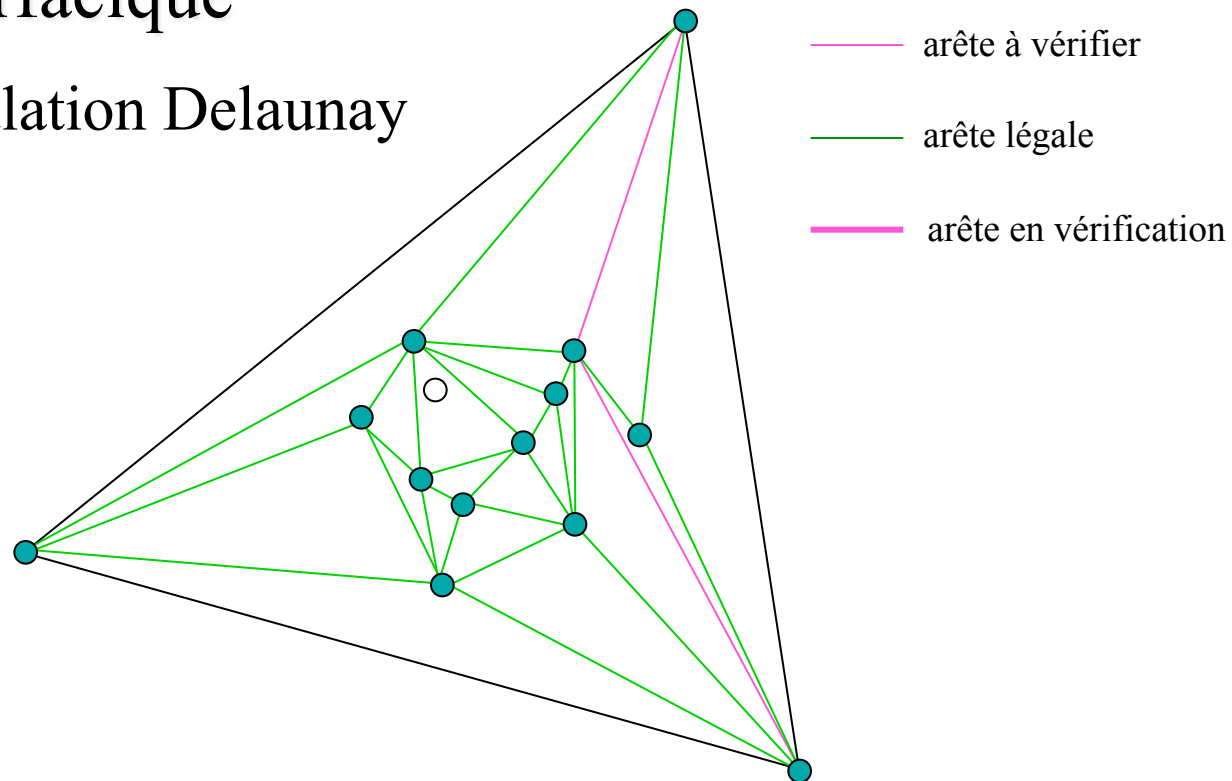 lation Delaunay
arête à vérifier
arête légale
arête en vérification